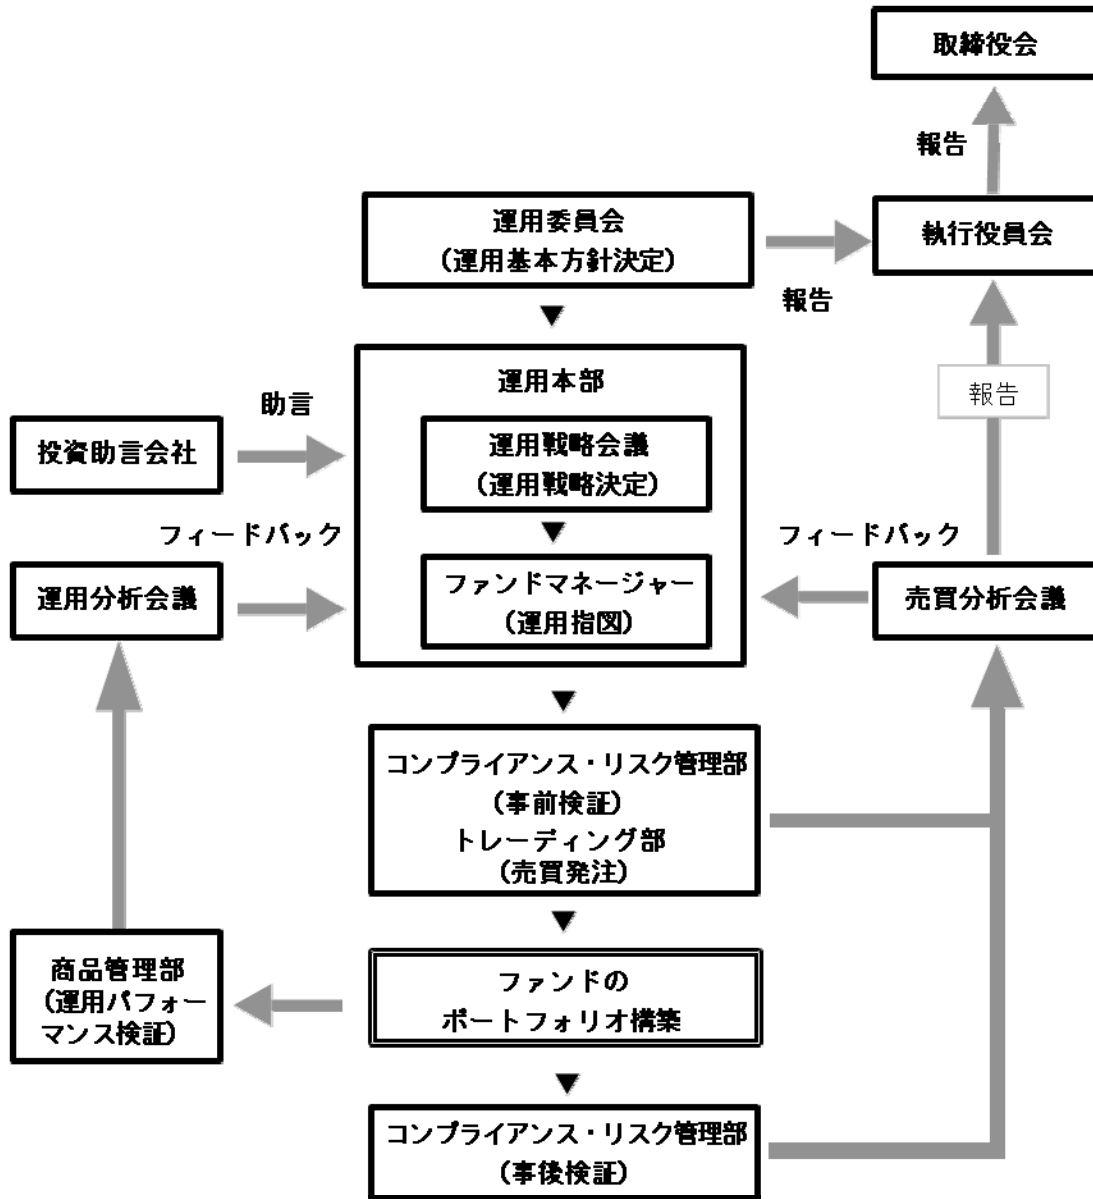 取締役会
報告
運用委員会
（運用基本方針決定）
執行役員会
報告
運用本部
報告
助言
投資助言会社
運用戦略会議
（運用戦略決定）
フィードバック
フィードバック
運用分析会議
ファンドマネージャー
（運用指図）
売買分析会議
コンプライアンス・リスク管理部
（事前検証）
トレーディング部
（売買発注）
商品管理部
（運用パフォー
マンス検証）
ファンドの
ポートフォリオ構築
コンプライアンス・リスク管理部
（事後検証）